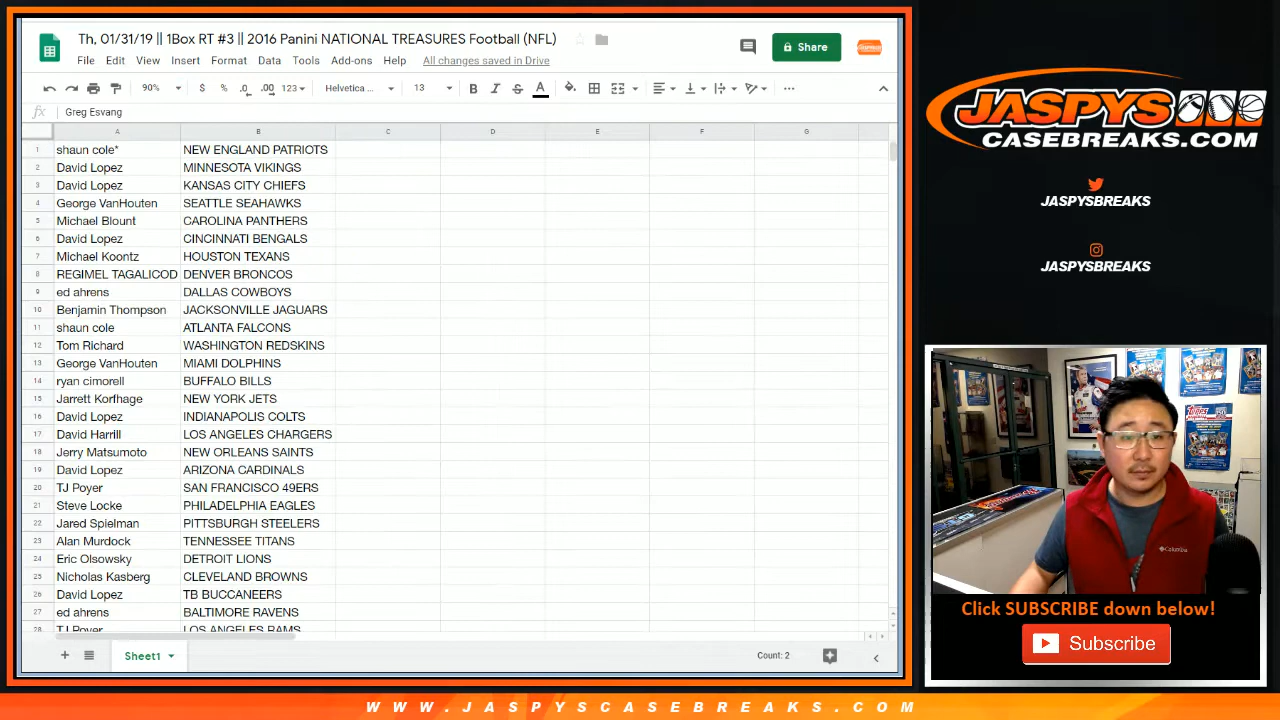 Th, 01/31/19 || 1Box RT #3 || 2016 Panini NATIONAL TREASURES Football (NFL)
File Edit View Insert Format Data Tools Add-ons Help All changes saved in Drive
Share
90% $ % .0 .00 123 Helvetica ... 13 B I S A
fx Greg Esvang
A B C D E F G
1 shaun cole* NEW ENGLAND PATRIOTS
2 David Lopez MINNESOTA VIKINGS
3 David Lopez KANSAS CITY CHIEFS
4 George VanHouten SEATTLE SEAHAWKS
5 Michael Blount CAROLINA PANTHERS
6 David Lopez CINCINNATI BENGALS
7 Michael Koontz HOUSTON TEXANS
8 REGIMEL TAGALICOD DENVER BRONCOS
9 ed ahrens DALLAS COWBOYS
10 Benjamin Thompson JACKSONVILLE JAGUARS
11 shaun cole ATLANTA FALCONS
12 Tom Richard WASHINGTON REDSKINS
13 George VanHouten MIAMI DOLPHINS
14 ryan cimorell BUFFALO BILLS
15 Jarrett Korfhage NEW YORK JETS
16 David Lopez INDIANAPOLIS COLTS
17 David Harrill LOS ANGELES CHARGERS
18 Jerry Matsumoto NEW ORLEANS SAINTS
19 David Lopez ARIZONA CARDINALS
20 TJ Poyer SAN FRANCISCO 49ERS
21 Steve Locke PHILADELPHIA EAGLES
22 Jared Spielman PITTSBURGH STEELERS
23 Alan Murdock TENNESSEE TITANS
24 Eric Olsowsky DETROIT LIONS
25 Nicholas Kasberg CLEVELAND BROWNS
26 David Lopez TB BUCCANEERS
27 ed ahrens BALTIMORE RAVENS
28 TJ Poyer LOS ANGELES RAMS
Sheet1
Count: 2
JASPYS
CASEBREAKS.COM
JASPYSBREAKS
JASPYSBREAKS
Columbia
Click SUBSCRIBE down below!
Subscribe
WWW.JASPYSCASEBREAKS.COM